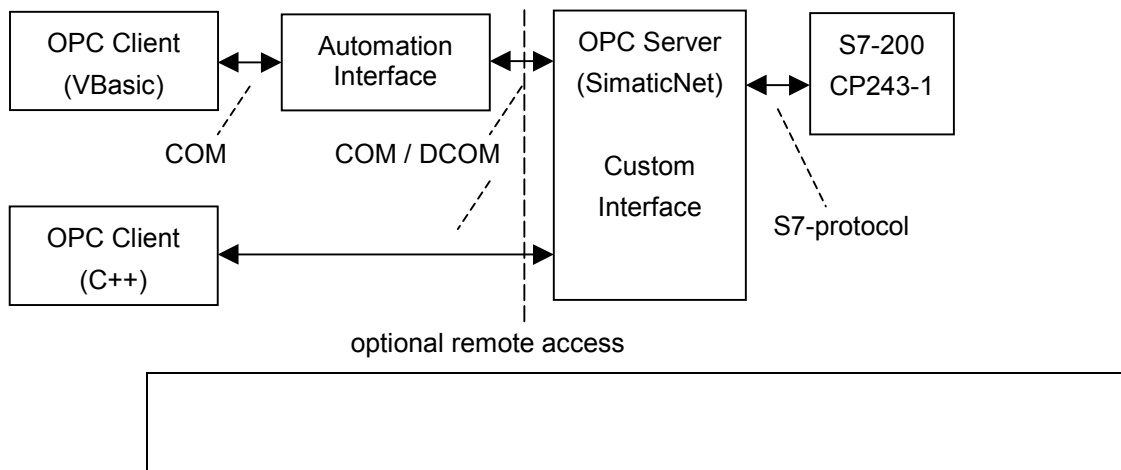 OPC Client
(VBasic)
Automation
Interface
OPC Server
(SimaticNet)
Custom
Interface
S7-200
CP243-1
COM
COM / DCOM
S7-protocol
OPC Client
(C++)
optional remote access